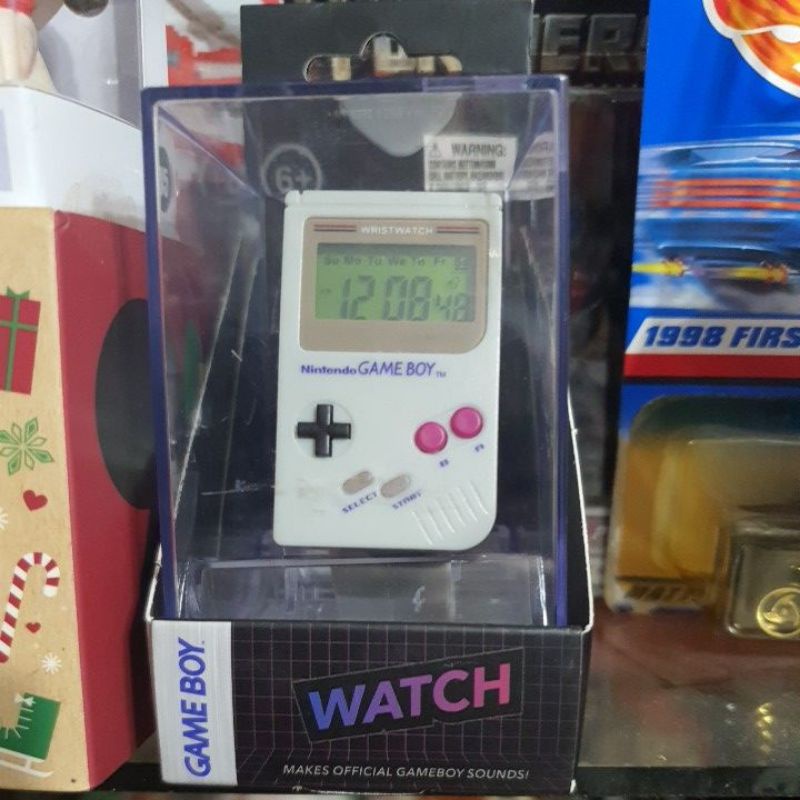 WARNING:
6+
WRISTWATCH
Su Mo Tu We Th Fr
12 08 48
Nintendo GAME BOY TM
B A
SELECT START
GAME BOY
WATCH
MAKES OFFICIAL GAMEBOY SOUNDS!
1998 FIRS